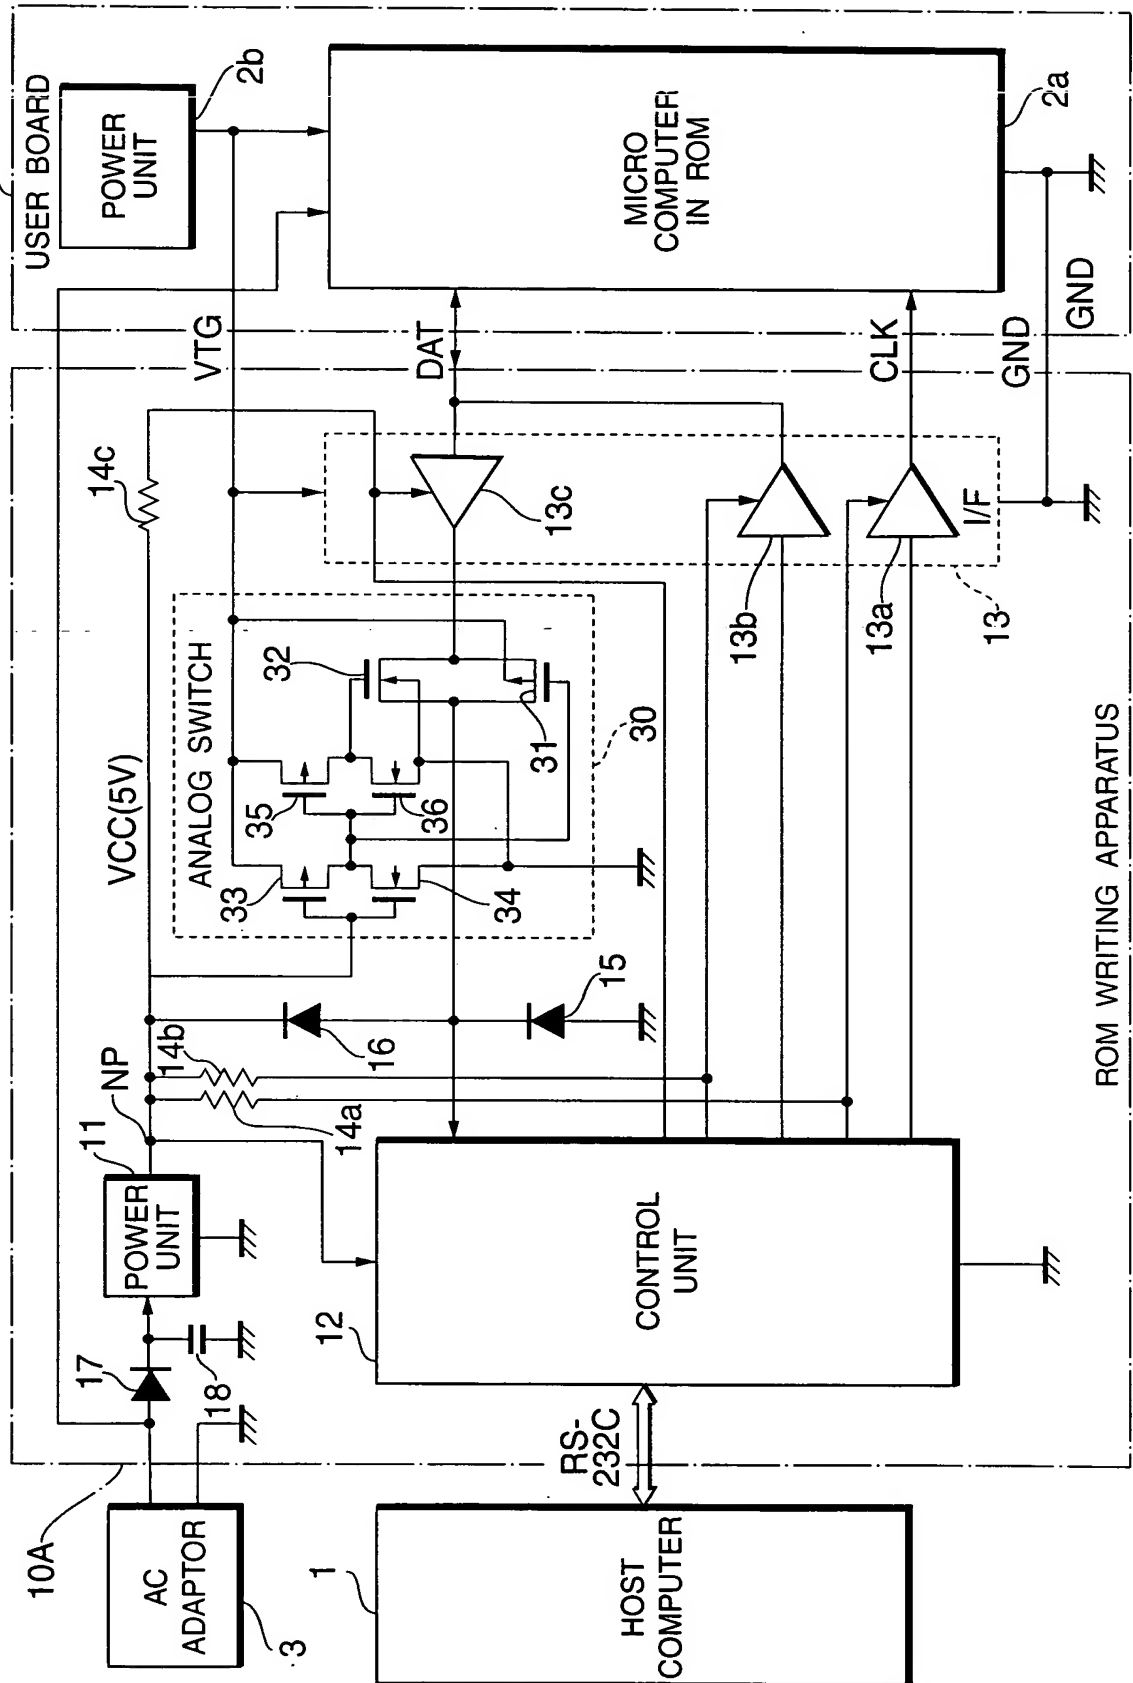 10A
AC
ADAPTOR
3
1
HOST
COMPUTER
RS-
232C
17
18
11
POWER
UNIT
NP
12
CONTROL
UNIT
14a
14b
16
15
VCC(5V)
14c
ANALOG SWITCH
33
34
35
36
32
31
30
13c
13b
13a
13
I/F
ROM WRITING APPARATUS
VTG
DAT
CLK
GND
GND
USER BOARD
POWER
UNIT
2b
MICRO
COMPUTER
IN ROM
2a